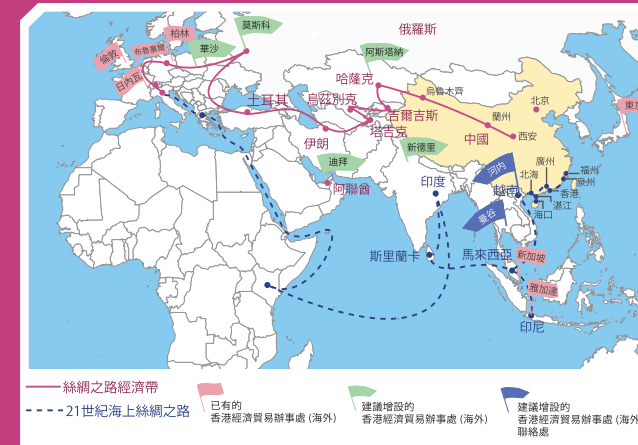 莫斯科
俄羅斯
柏林
倫敦
布魯塞爾
華沙
阿斯塔納
日內瓦
哈薩克
土耳其
烏茲別克
烏魯木齊
北京
東京
吉爾吉斯
蘭州
塔吉克
中國
西安
伊朗
新德里
迪拜
河內
廣州
福州
阿聯酋
印度
北海
泉州
越南
香港
曼谷
湛江
海口
斯里蘭卡
馬來西亞
新加坡
雅加達
印尼
絲綢之路經濟帶
21世紀海上絲綢之路
已有的
香港經濟貿易辦事處 (海外)
建議增設的
香港經濟貿易辦事處 (海外)
建議增設的
香港經濟貿易辦事處 (海外
聯絡處